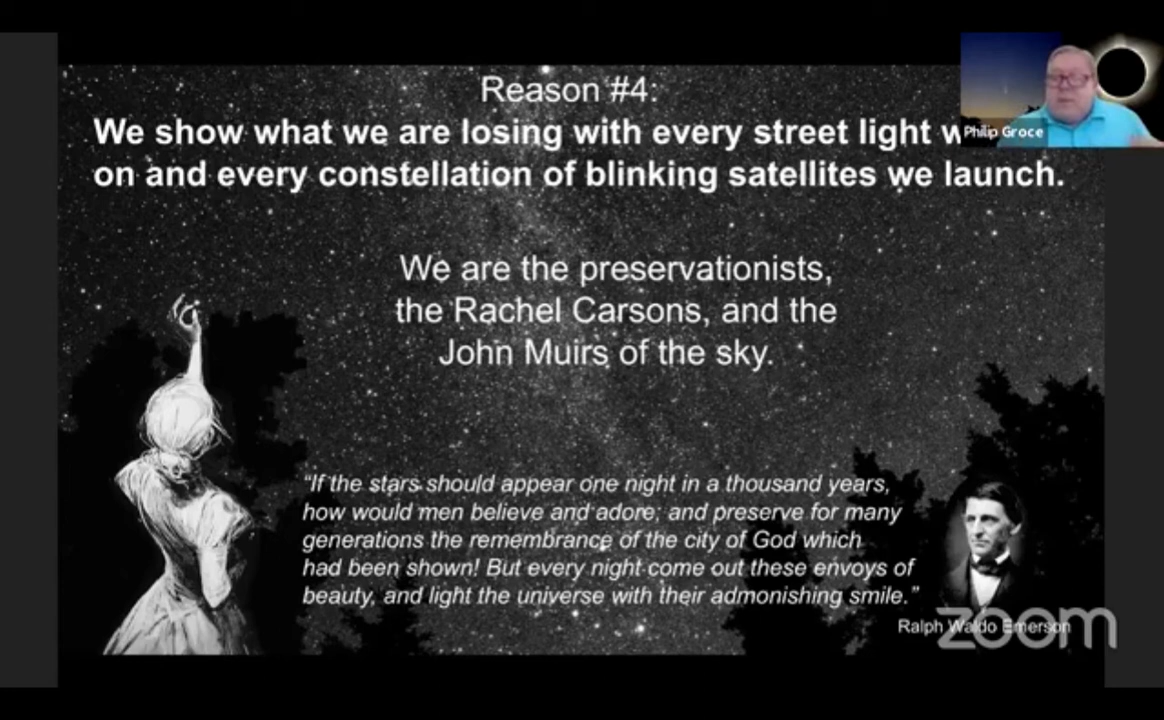 Reason #4:
We show what we are losing with every street light
on and every constellation of blinking satellites we launch.
Philip Groce
We are the preservationists,
the Rachel Carsons, and the
John Muirs of the sky.
“If the stars should appear one night in a thousand years,
how would men believe and adore; and preserve for many
generations the remembrance of the city of God which
had been shown! But every night come out these envoys of
beauty, and light the universe with their admonishing smile.”
Ralph Waldo Emerson
zoom